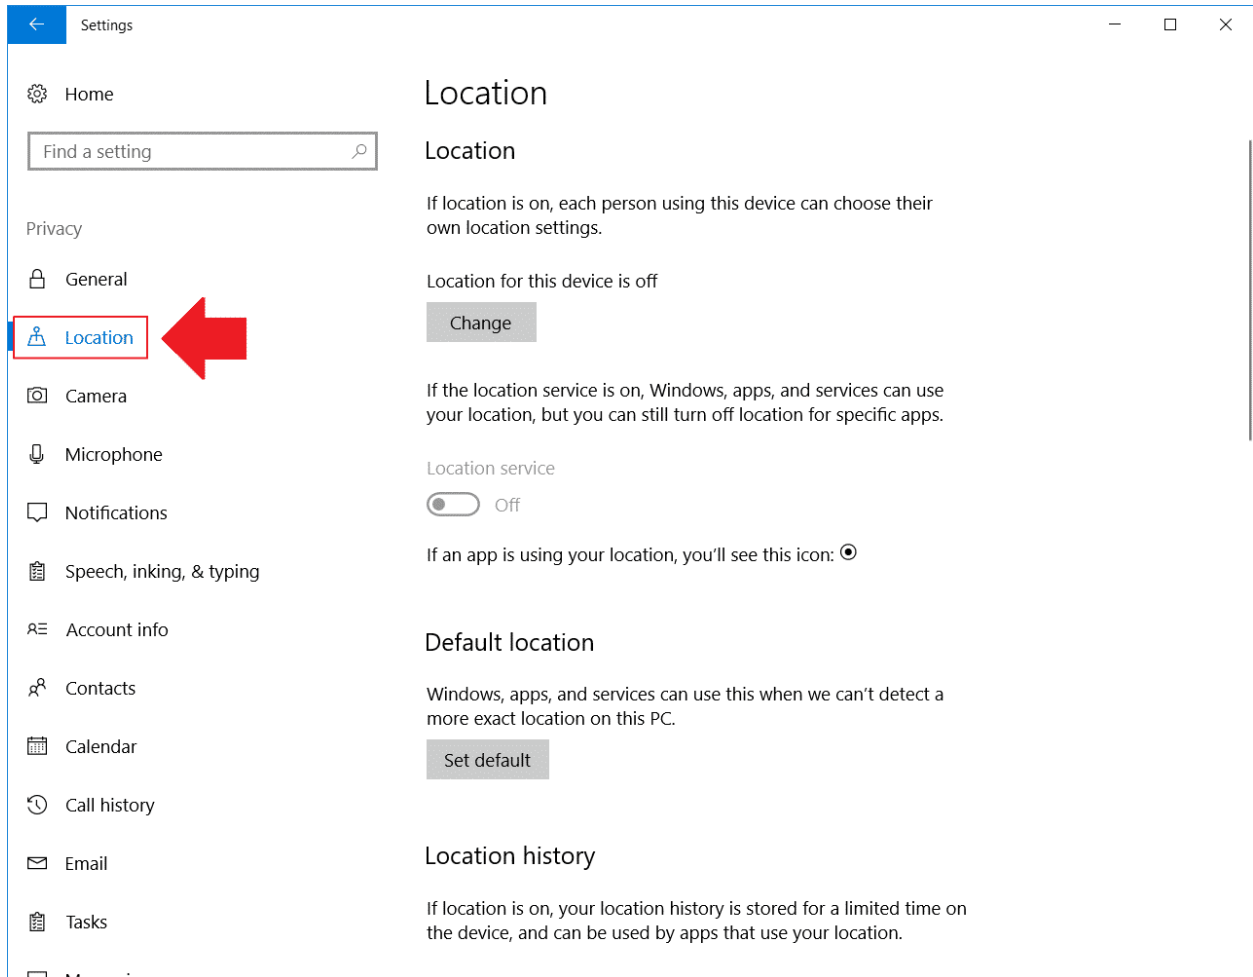 Settings
Home
Find a setting
Privacy
General
Location
Camera
Microphone
Notifications
Speech, inking, & typing
Account info
Contacts
Calendar
Call history
Email
Tasks
Location
Location
If location is on, each person using this device can choose their
own location settings.
Location for this device is off
Change
If the location service is on, Windows, apps, and services can use
your location, but you can still turn off location for specific apps.
Location service
Off
If an app is using your location, you'll see this icon:
Default location
Windows, apps, and services can use this when we can't detect a
more exact location on this PC.
Set default
Location history
If location is on, your location history is stored for a limited time on
the device, and can be used by apps that use your location.